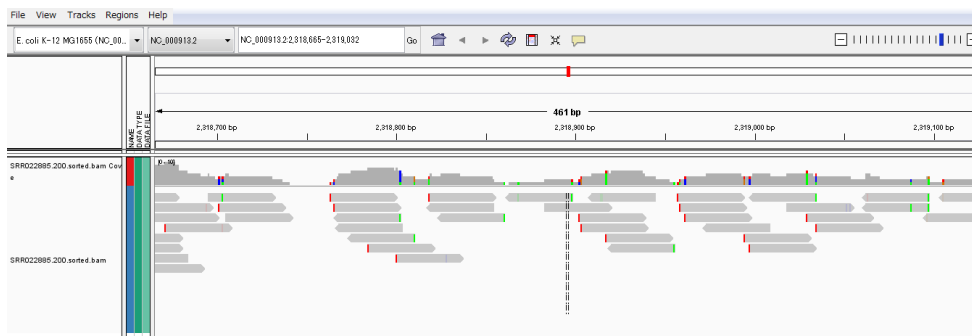 File View Tracks Regions Help
E. coli K-12 MG1655 (NC_00... NC_000913.2 NC_000913.2:2,318,665-2,319,032 Go
461 bp
2,318,700 bp 2,318,800 bp 2,318,900 bp 2,319,000 bp 2,319,100 bp
NAME
DATA TYPE
DATA FILE
SRR022885.200.sorted.bam Cov
e
[0 - 10]
SRR022885.200.sorted.bam